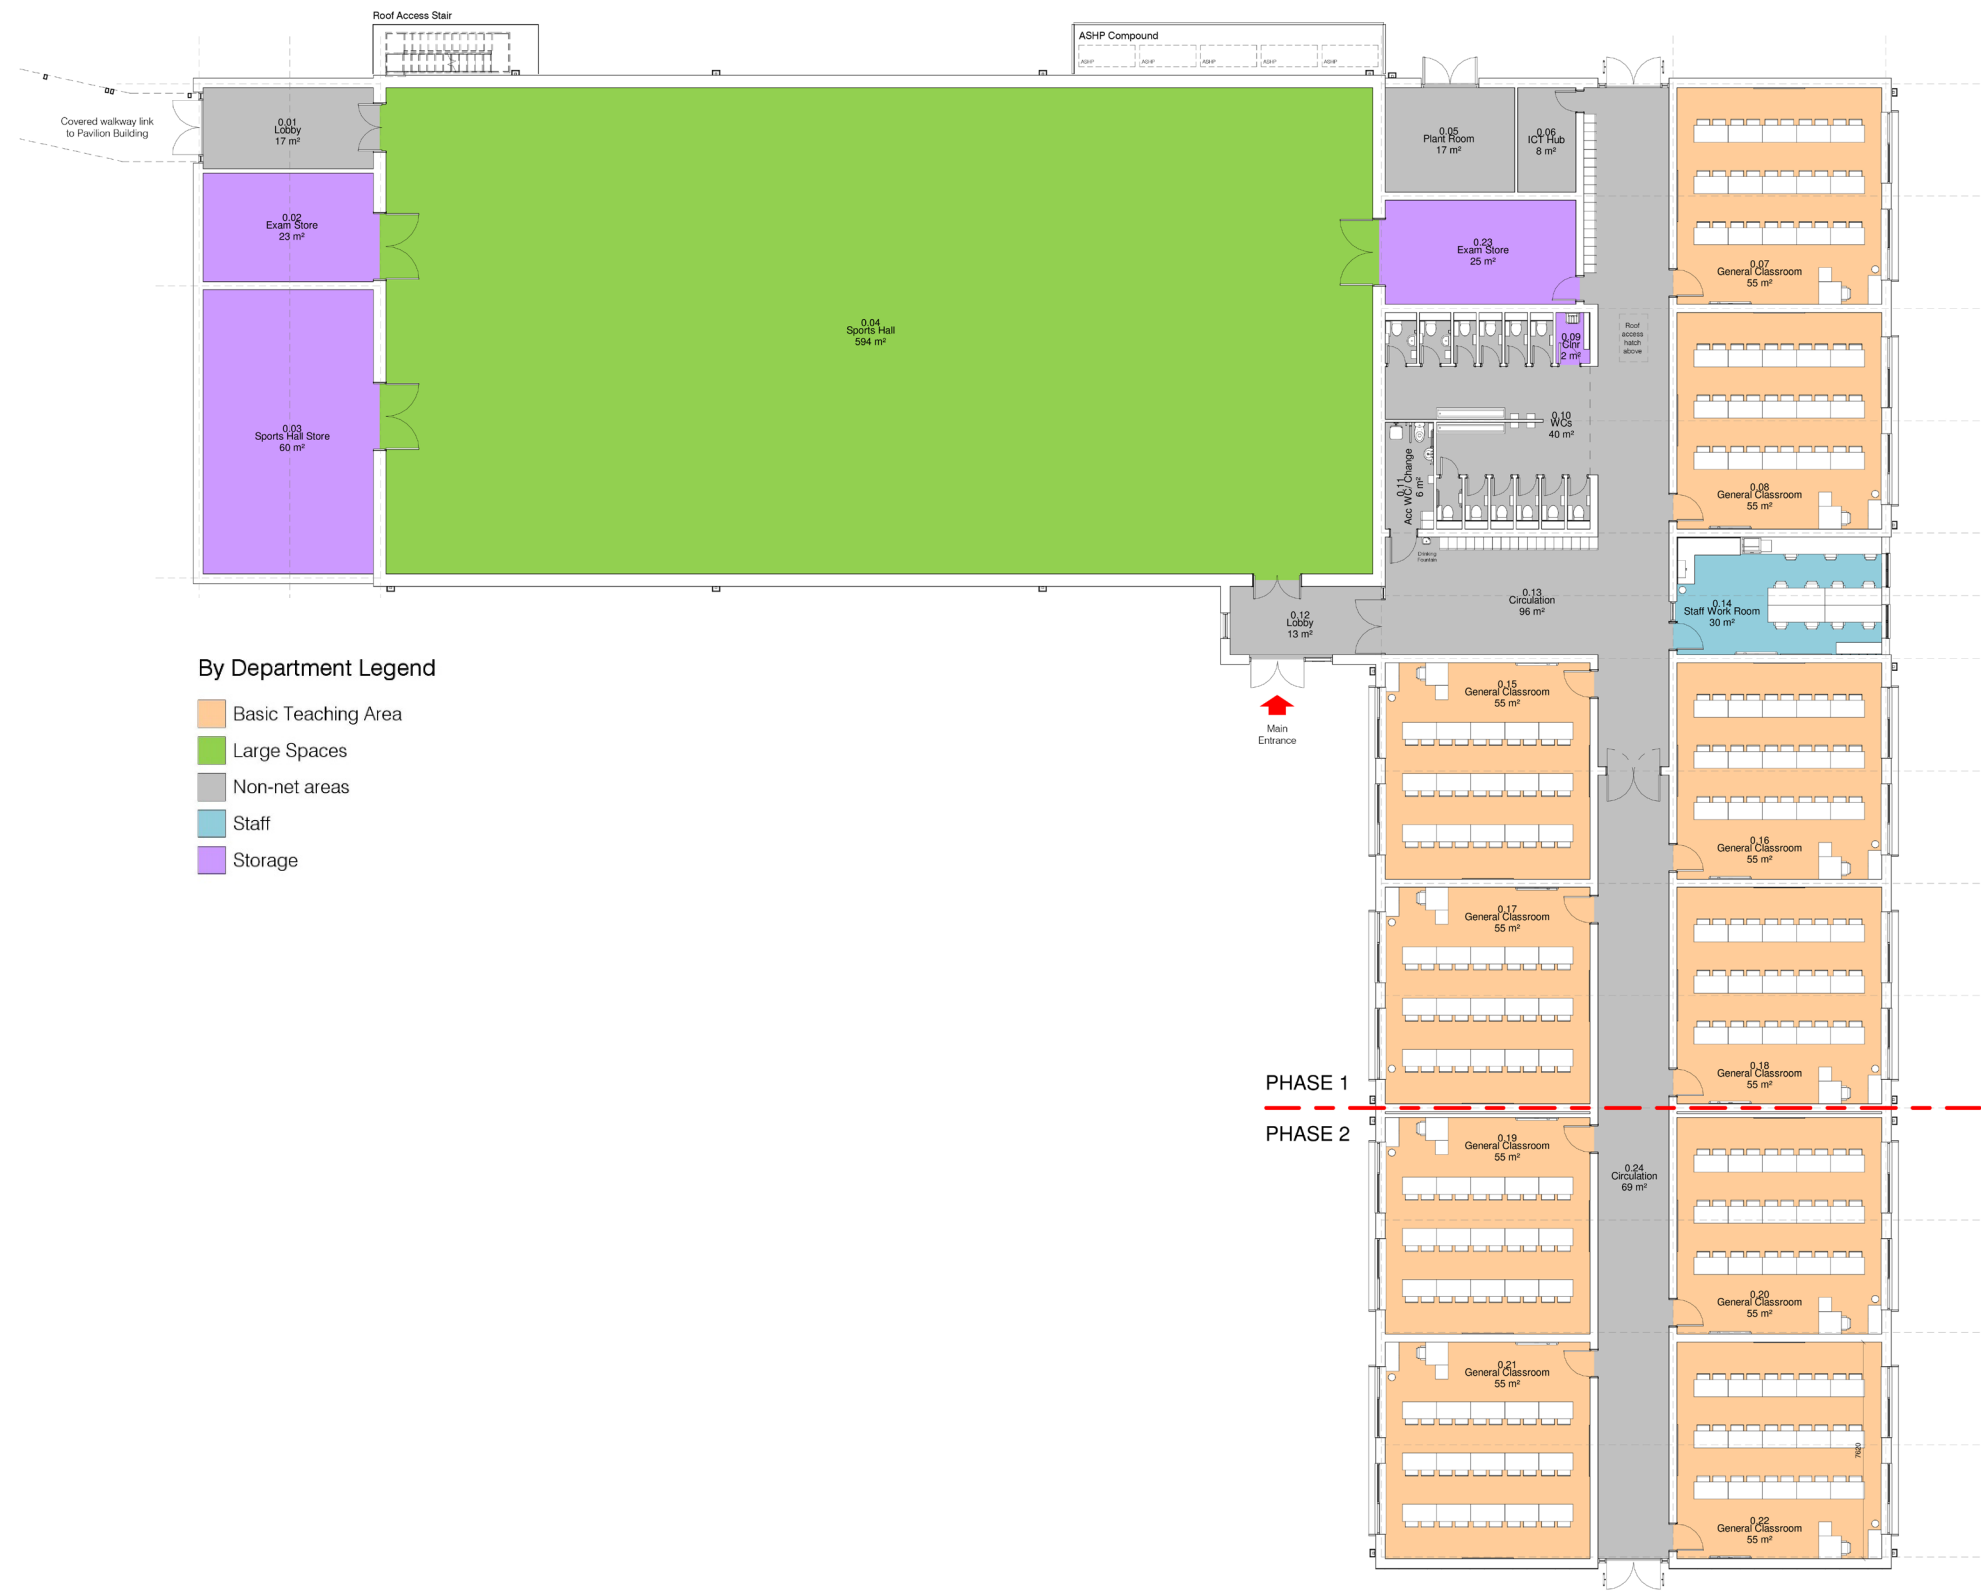 Roof Access Stair
ASHP Compound
ASHP
ASHP
ASHP
ASHP
ASHP
Covered walkway link
to Pavilion Building
0.01
Lobby
17 m²
0.02
Exam Store
23 m²
0.03
Sports Hall Store
60 m²
0.04
Sports Hall
594 m²
0.05
Plant Room
17 m²
0.06
ICT Hub
8 m²
0.23
Exam Store
25 m²
0.07
General Classroom
55 m²
Roof
access
hatch
above
0.09
Clnr
2 m²
0.10
WCs
40 m²
0.11
Acc WC/ Change
6 m²
Drinking
Fountain
0.08
General Classroom
55 m²
0.12
Lobby
13 m²
0.13
Circulation
96 m²
0.14
Staff Work Room
30 m²
Main
Entrance
By Department Legend
Basic Teaching Area
Large Spaces
Non-net areas
Staff
Storage
0.15
General Classroom
55 m²
0.16
General Classroom
55 m²
0.17
General Classroom
55 m²
0.18
General Classroom
55 m²
PHASE 1
PHASE 2
0.19
General Classroom
55 m²
0.24
Circulation
69 m²
0.20
General Classroom
55 m²
0.21
General Classroom
55 m²
7620
0.22
General Classroom
55 m²